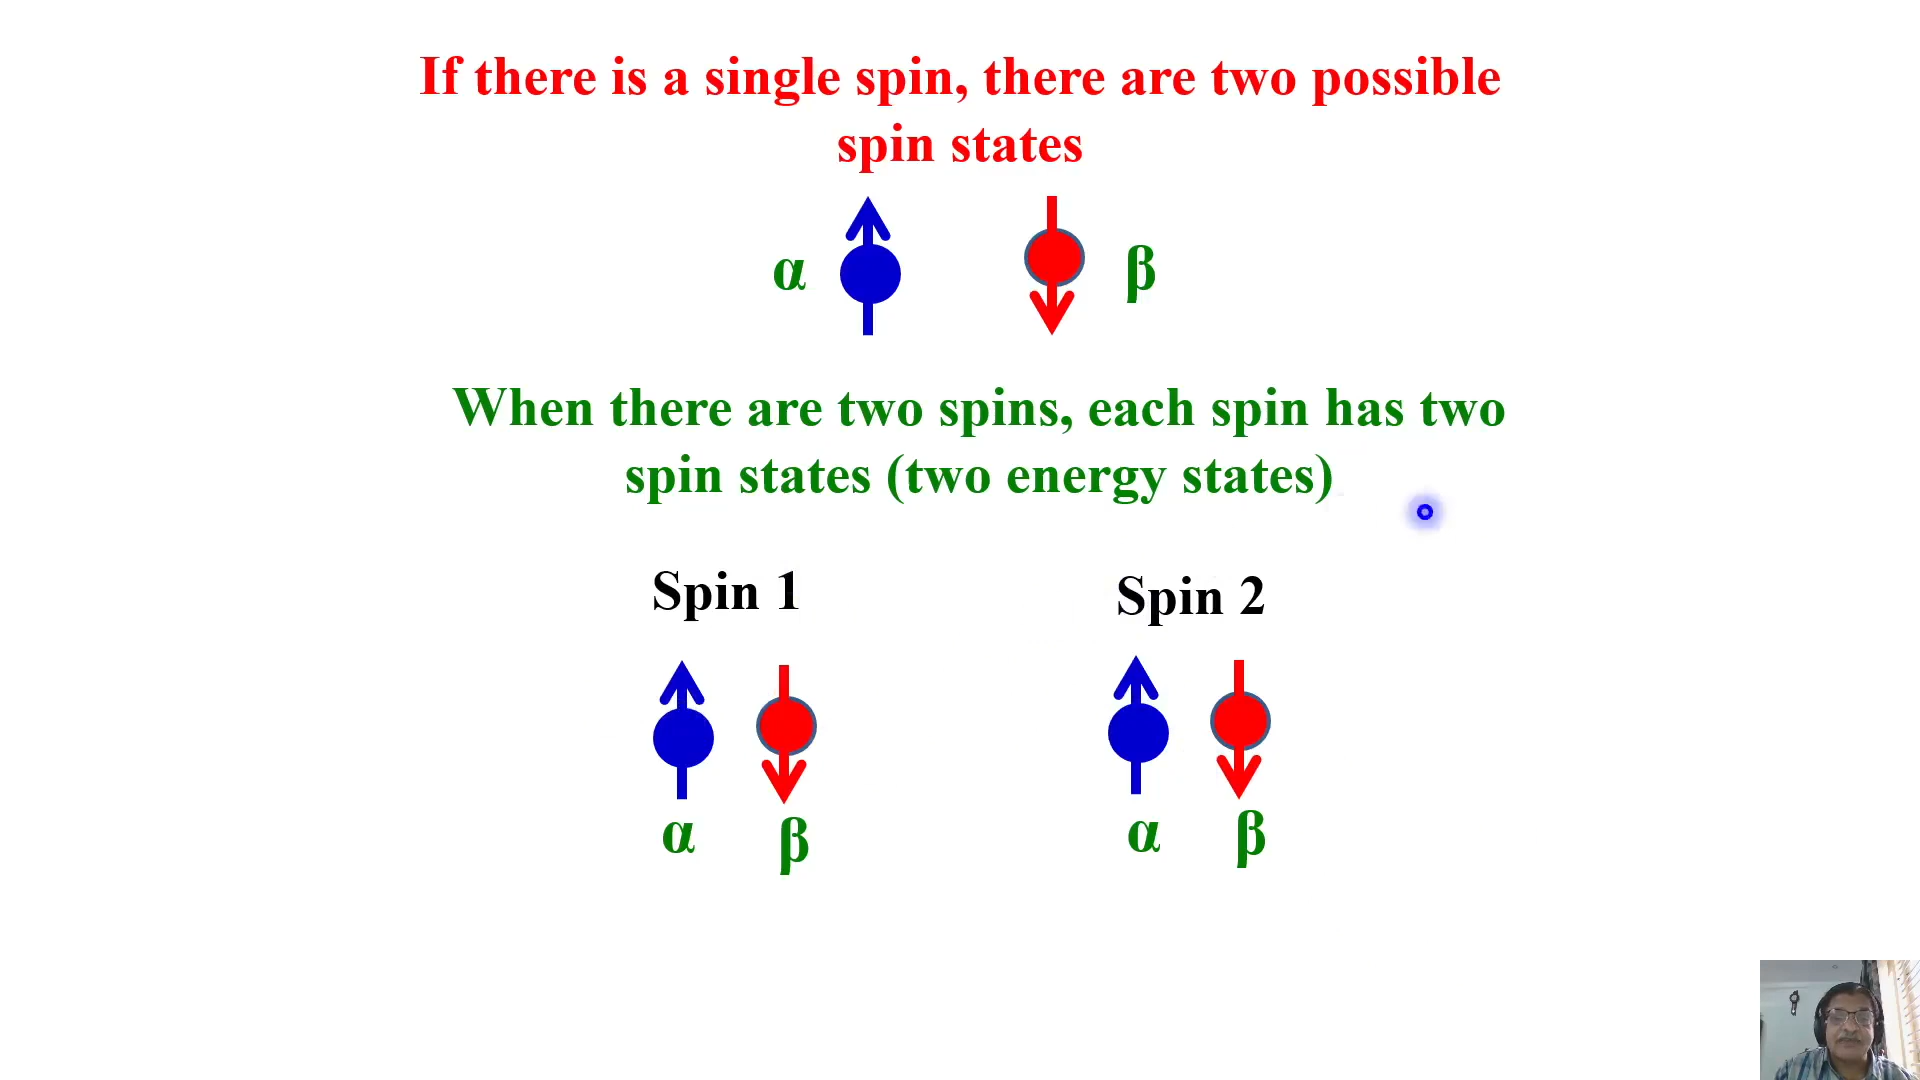 If there is a single spin, there are two possible
spin states
α β
When there are two spins, each spin has two
spin states (two energy states)
Spin 1 Spin 2
α β α β